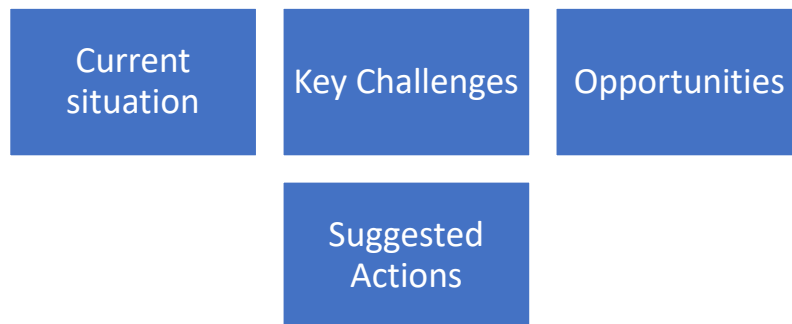 Current
situation
Key Challenges
Opportunities
Suggested
Actions